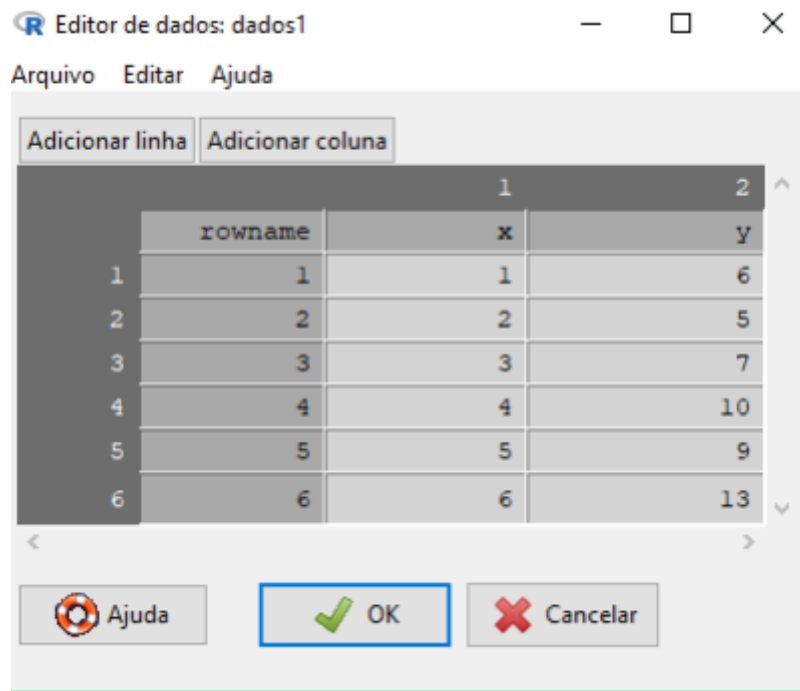 R Editor de dados: dados1
Arquivo Editar Ajuda
Adicionar linha Adicionar coluna
1 2
rowname x y
1 1 1 6
2 2 2 5
3 3 3 7
4 4 4 10
5 5 5 9
6 6 6 13
Ajuda OK Cancelar